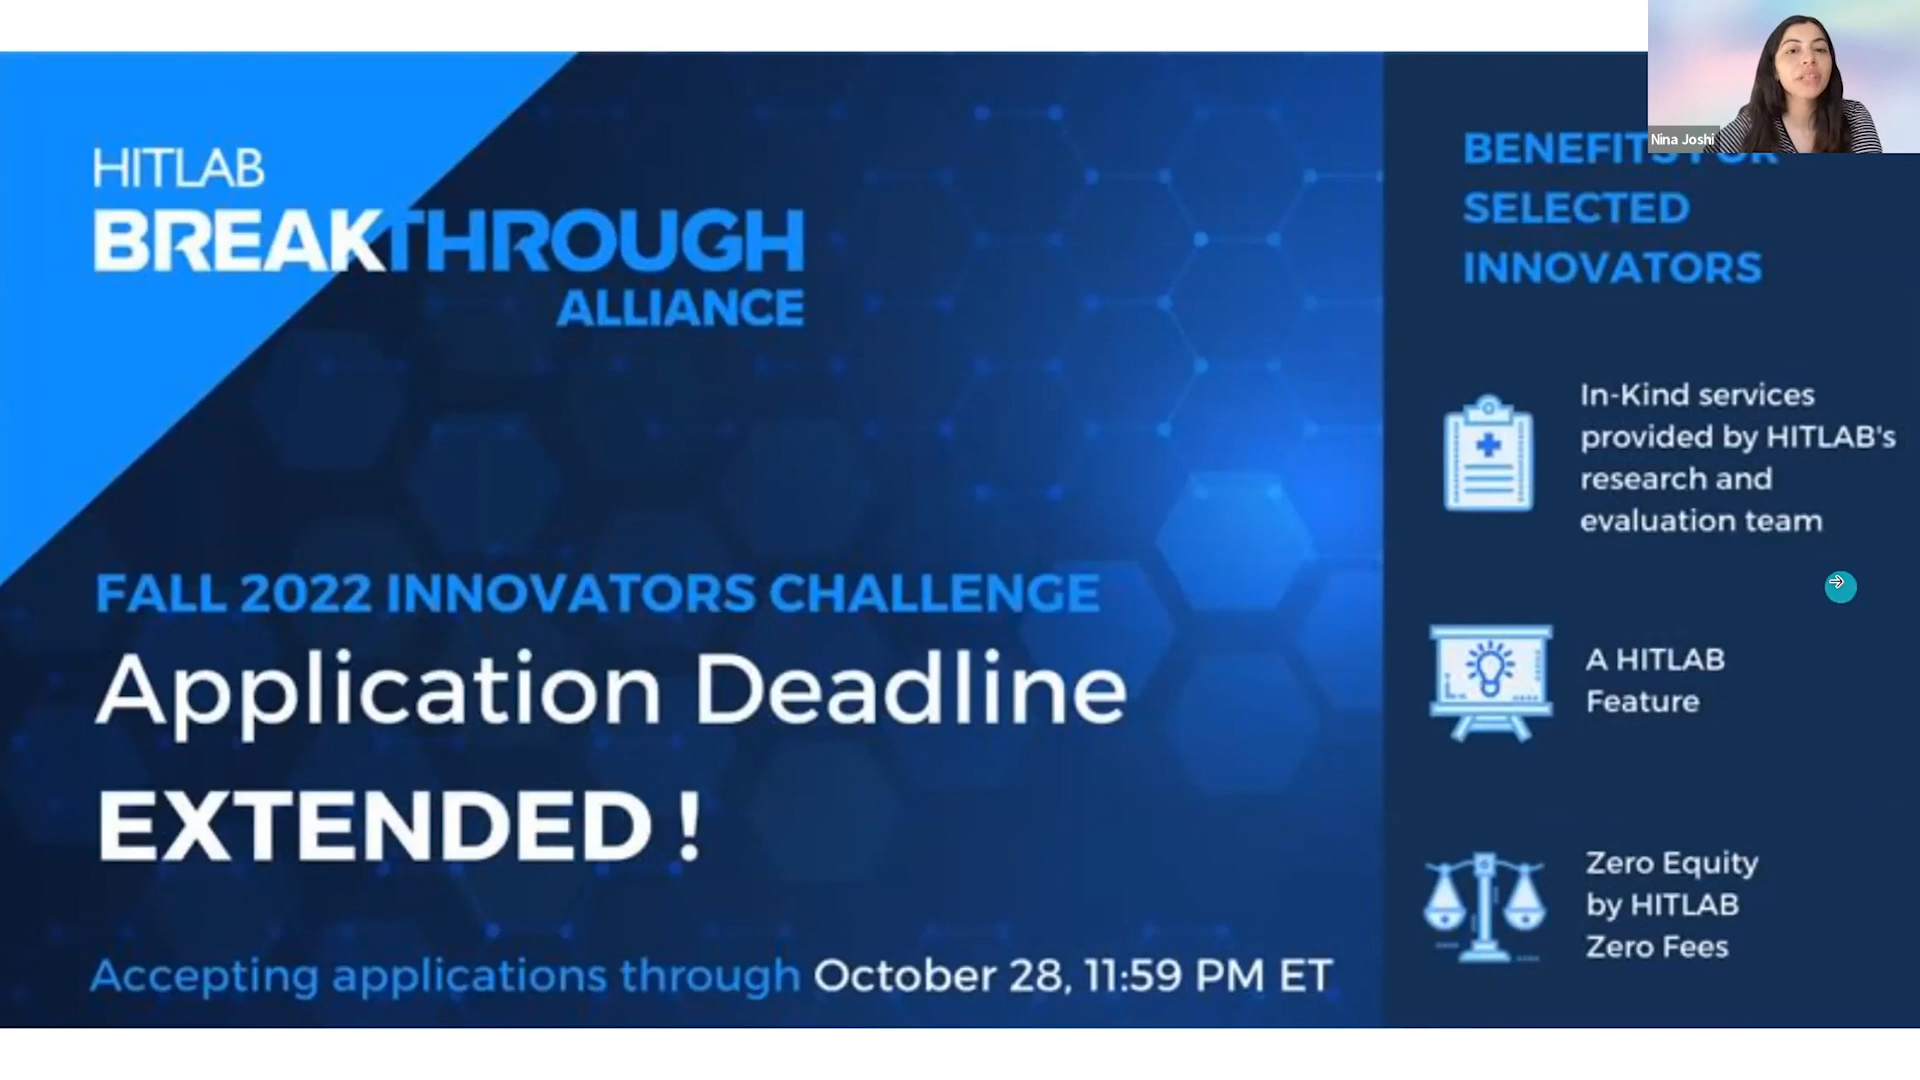 HITLAB
BREAKTHROUGH
ALLIANCE
FALL 2022 INNOVATORS CHALLENGE
Application Deadline
EXTENDED !
Accepting applications through October 28, 11:59 PM ET
Nina Joshi
BENEFITS FOR
SELECTED
INNOVATORS
In-Kind services
provided by HITLAB's
research and
evaluation team
A HITLAB
Feature
Zero Equity
by HITLAB
Zero Fees